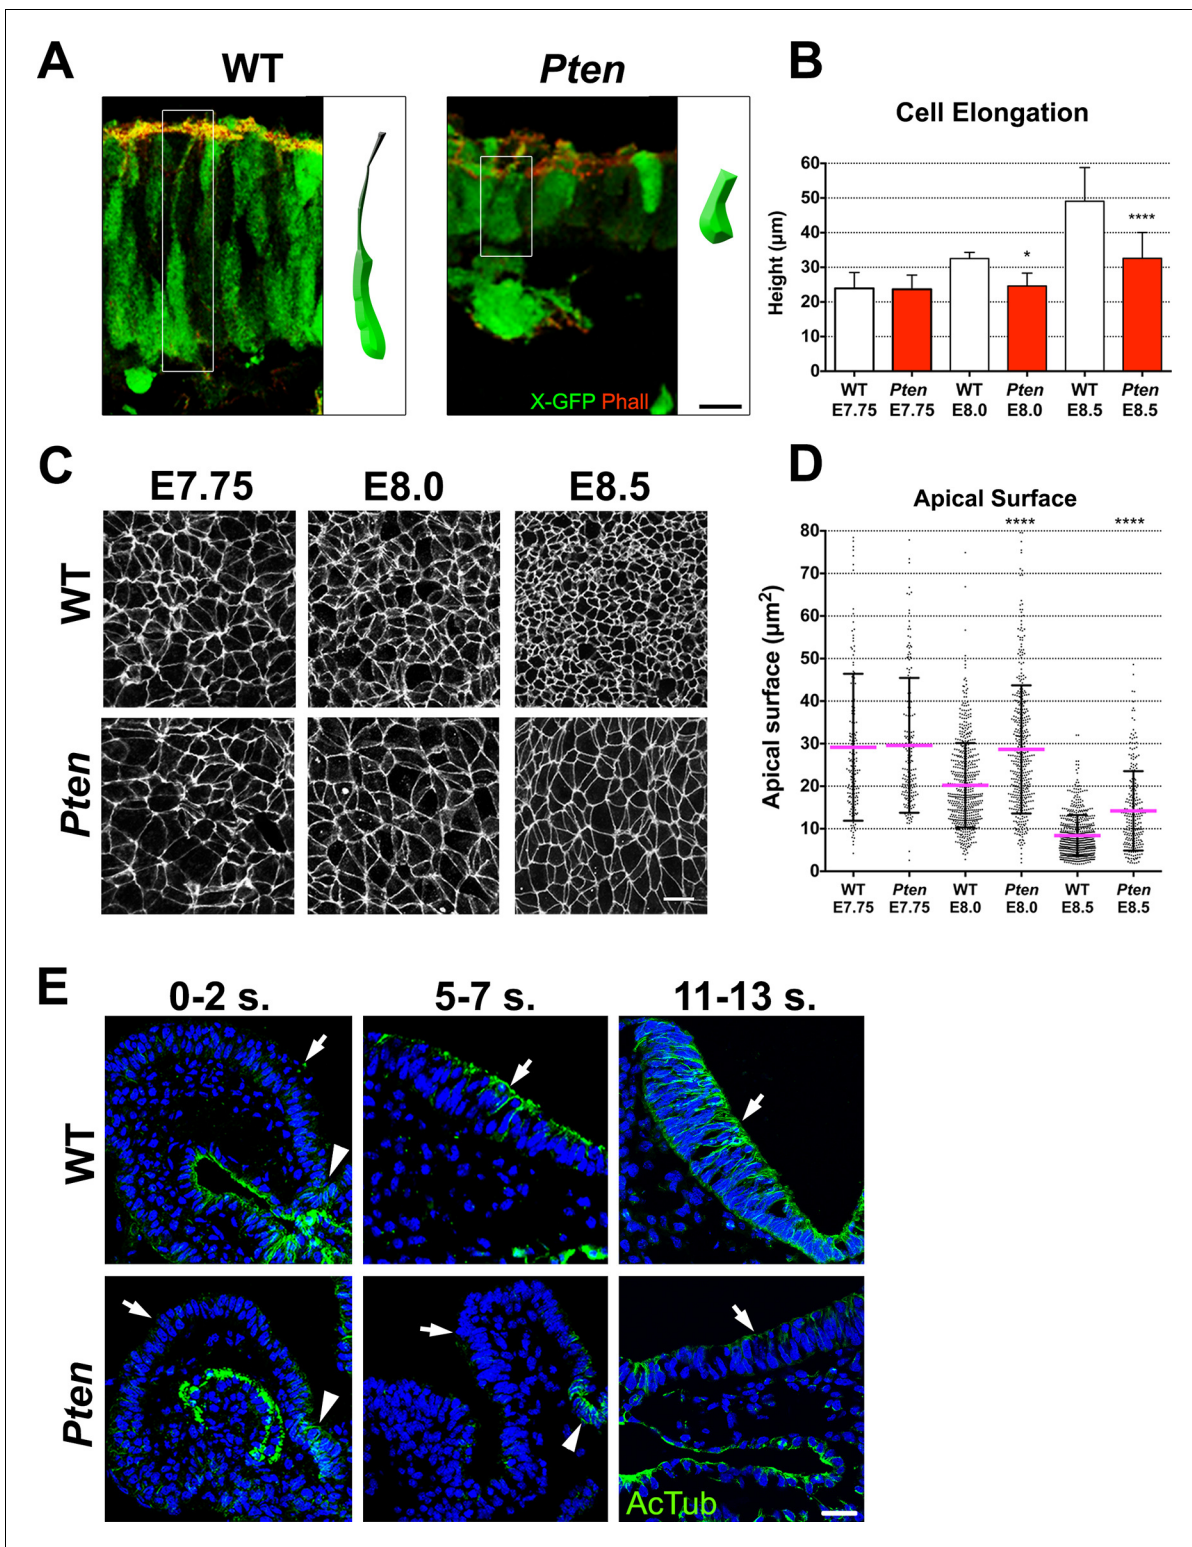 A
WT
Pten
X-GFP Phall
B
Cell Elongation
Height (µm)
60
50
40
30
20
10
0
*
****
WT Pten WT Pten WT Pten
E7.75 E7.75 E8.0 E8.0 E8.5 E8.5
C
E7.75 E8.0 E8.5
WT
Pten
D
Apical Surface
Apical surface (µm²)
**** ****
80
70
60
50
40
30
20
10
0
WT Pten WT Pten WT Pten
E7.75 E7.75 E8.0 E8.0 E8.5 E8.5
E
0-2 s. 5-7 s. 11-13 s.
WT
Pten
AcTub